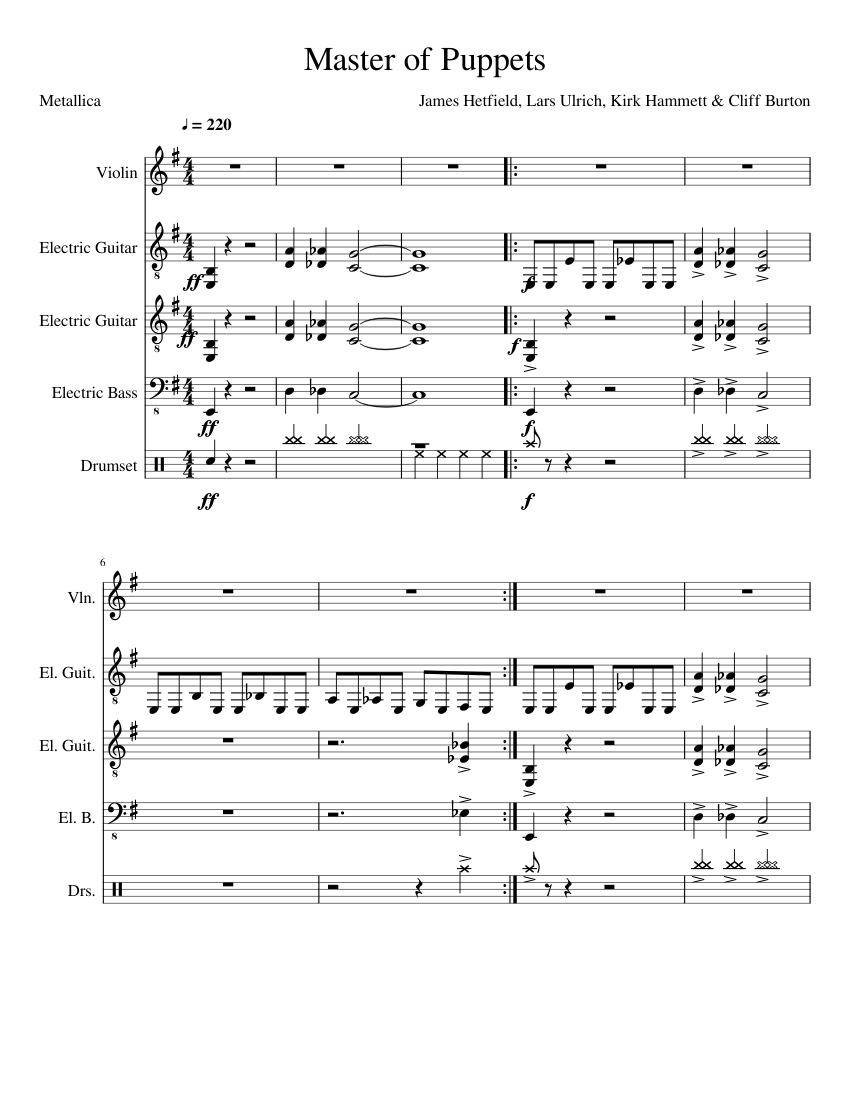 Master of Puppets
Metallica
James Hetfield, Lars Ulrich, Kirk Hammett & Cliff Burton
♩ = 220
Violin
Electric Guitar
ff
f
Electric Guitar
ff
f
Electric Bass
ff
f
Drumset
ff
f
6
Vln.
El. Guit.
El. Guit.
El. B.
Drs.